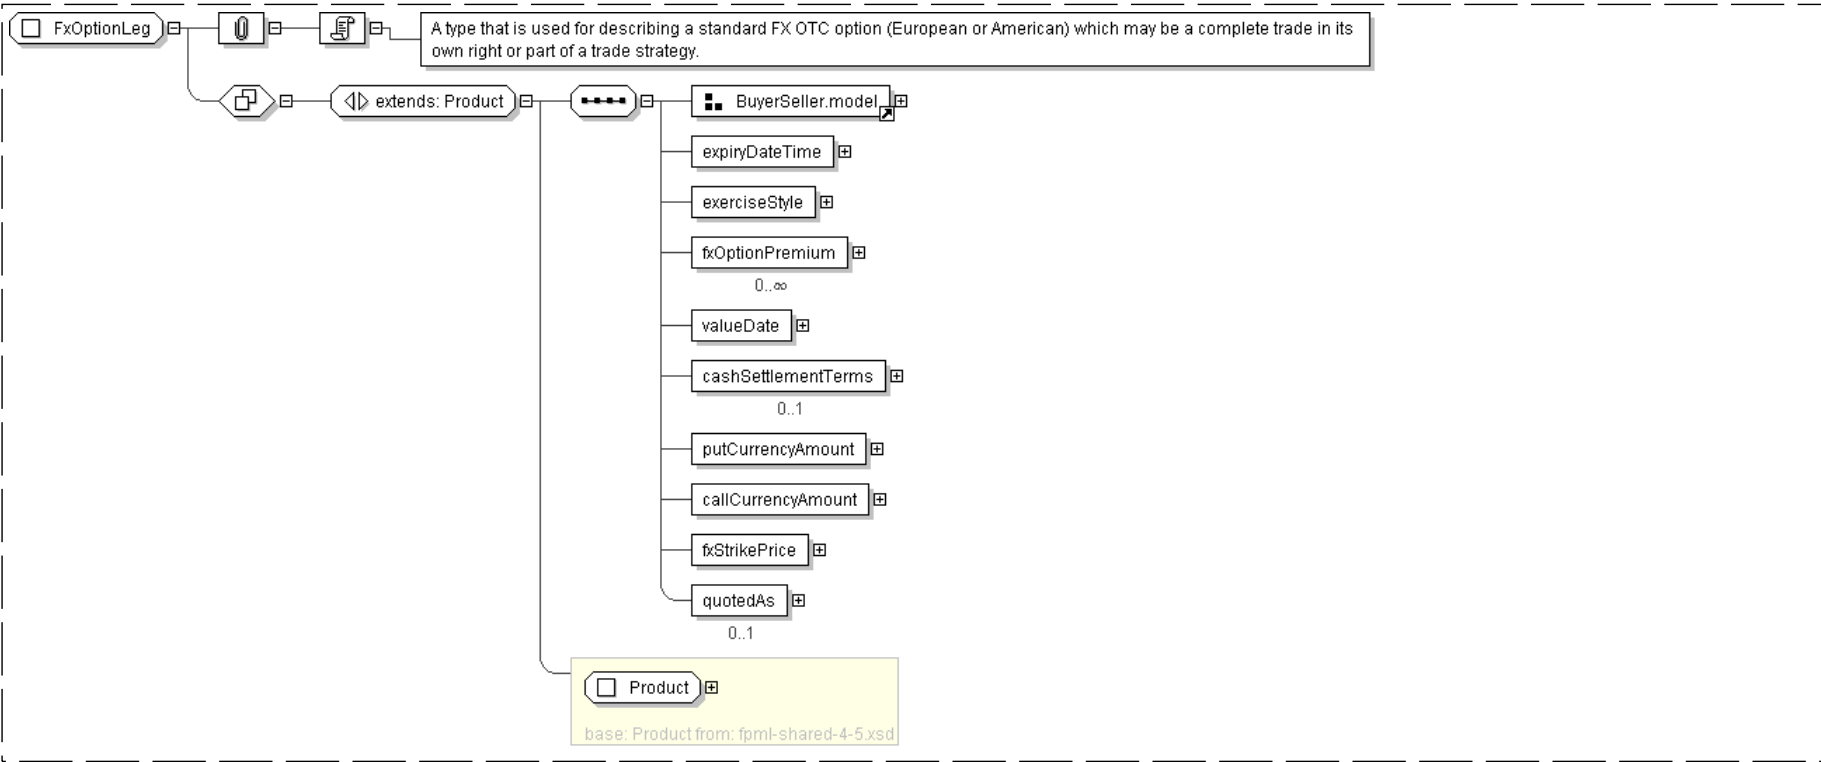 FxOptionLeg
A type that is used for describing a standard FX OTC option (European or American) which may be a complete trade in its
own right or part of a trade strategy.
extends: Product
BuyerSeller.model
expiryDateTime
exerciseStyle
fxOptionPremium
0..∞
valueDate
cashSettlementTerms
0..1
putCurrencyAmount
callCurrencyAmount
fxStrikePrice
quotedAs
0..1
Product
base: Product from: fpml-shared-4-5.xsd